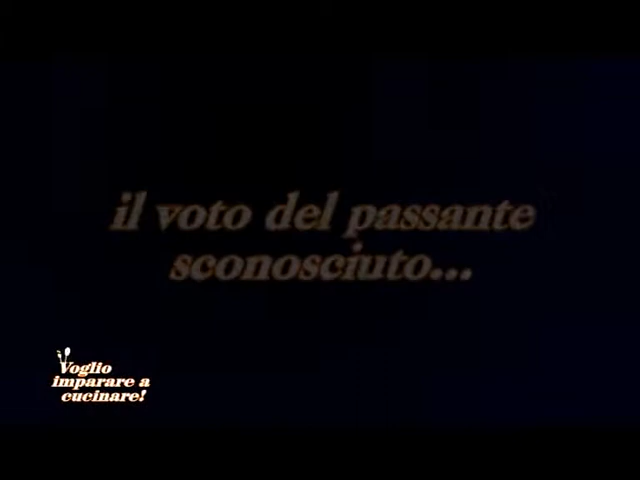 il voto del passante
sconosciuto...
Voglio
imparare a
cucinare!